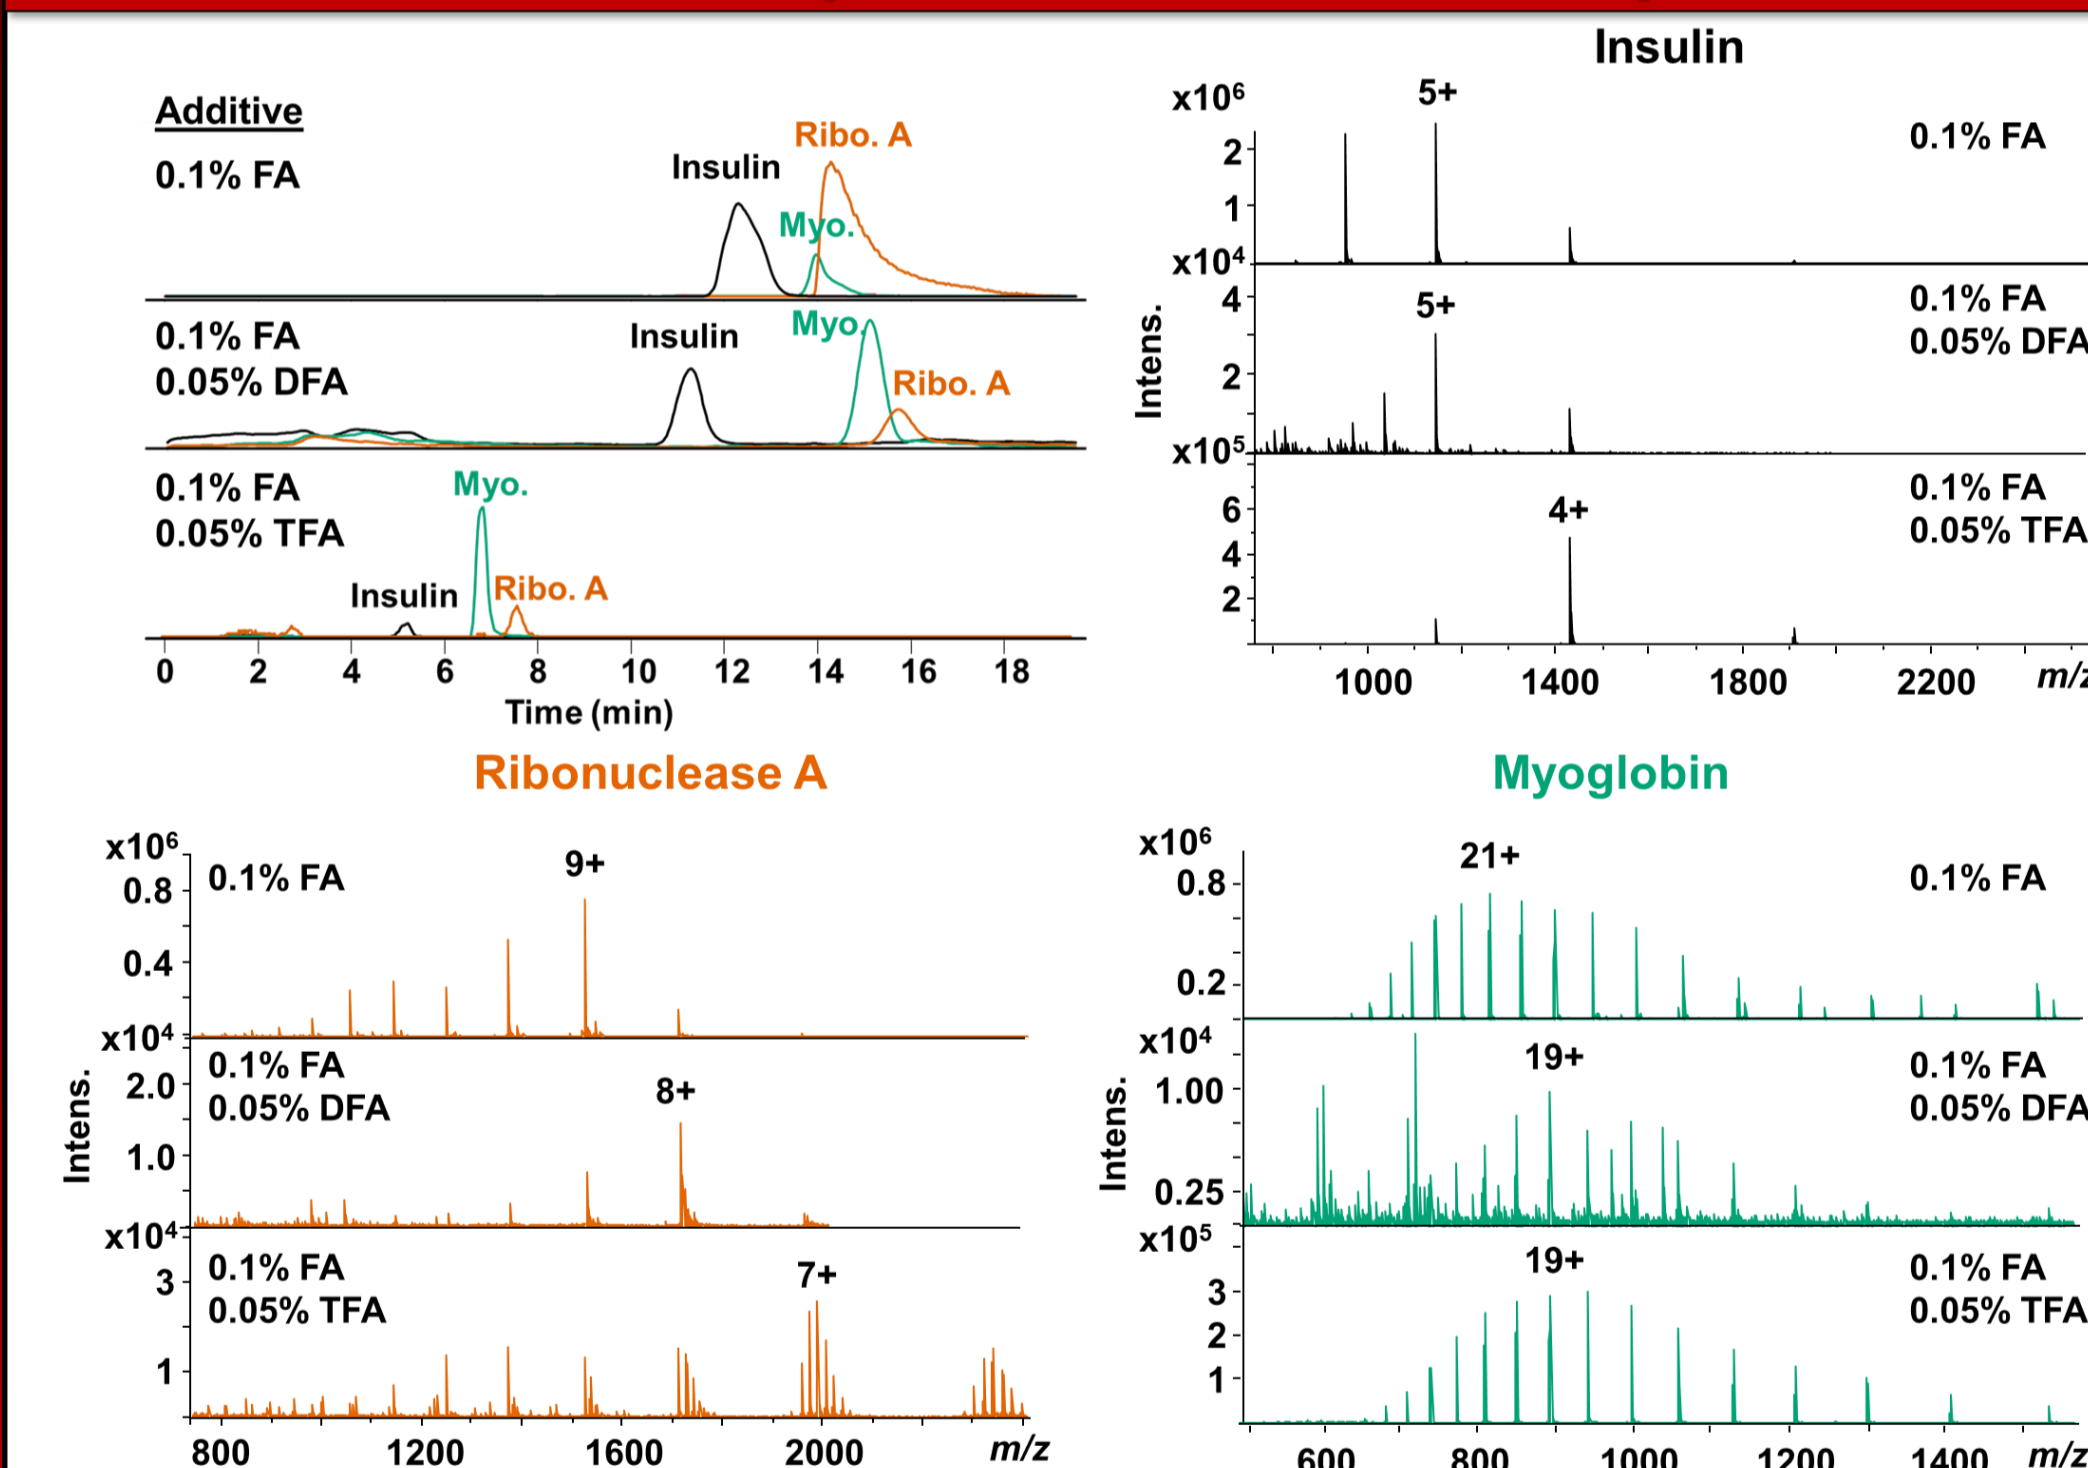 Additive
0.1% FA
Insulin
Ribo. A
Myo.
0.1% FA
0.05% DFA
Insulin
Myo.
Ribo. A
0.1% FA
0.05% TFA
Insulin
Myo.
Ribo. A
0 2 4 6 8 10 12 14 16 18
Time (min)
Insulin
x10⁶
5+
0.1% FA
2
1
x10⁴
4
5+
0.1% FA
0.05% DFA
2
Intens.
x10⁵
6
4+
0.1% FA
0.05% TFA
4
2
1000 1400 1800 2200 m/z
Ribonuclease A
x10⁶
0.8
0.1% FA
9+
0.4
x10⁴
0.1% FA
0.05% DFA
2.0
8+
1.0
Intens.
x10⁴
0.1% FA
0.05% TFA
3
7+
1
800 1200 1600 2000 m/z
Myoglobin
x10⁶
21+
0.8
0.1% FA
0.2
x10⁴
19+
0.1% FA
0.05% DFA
1.00
Intens.
0.25
x10⁵
19+
0.1% FA
0.05% TFA
3
2
1
600 800 1000 1200 1400 m/z